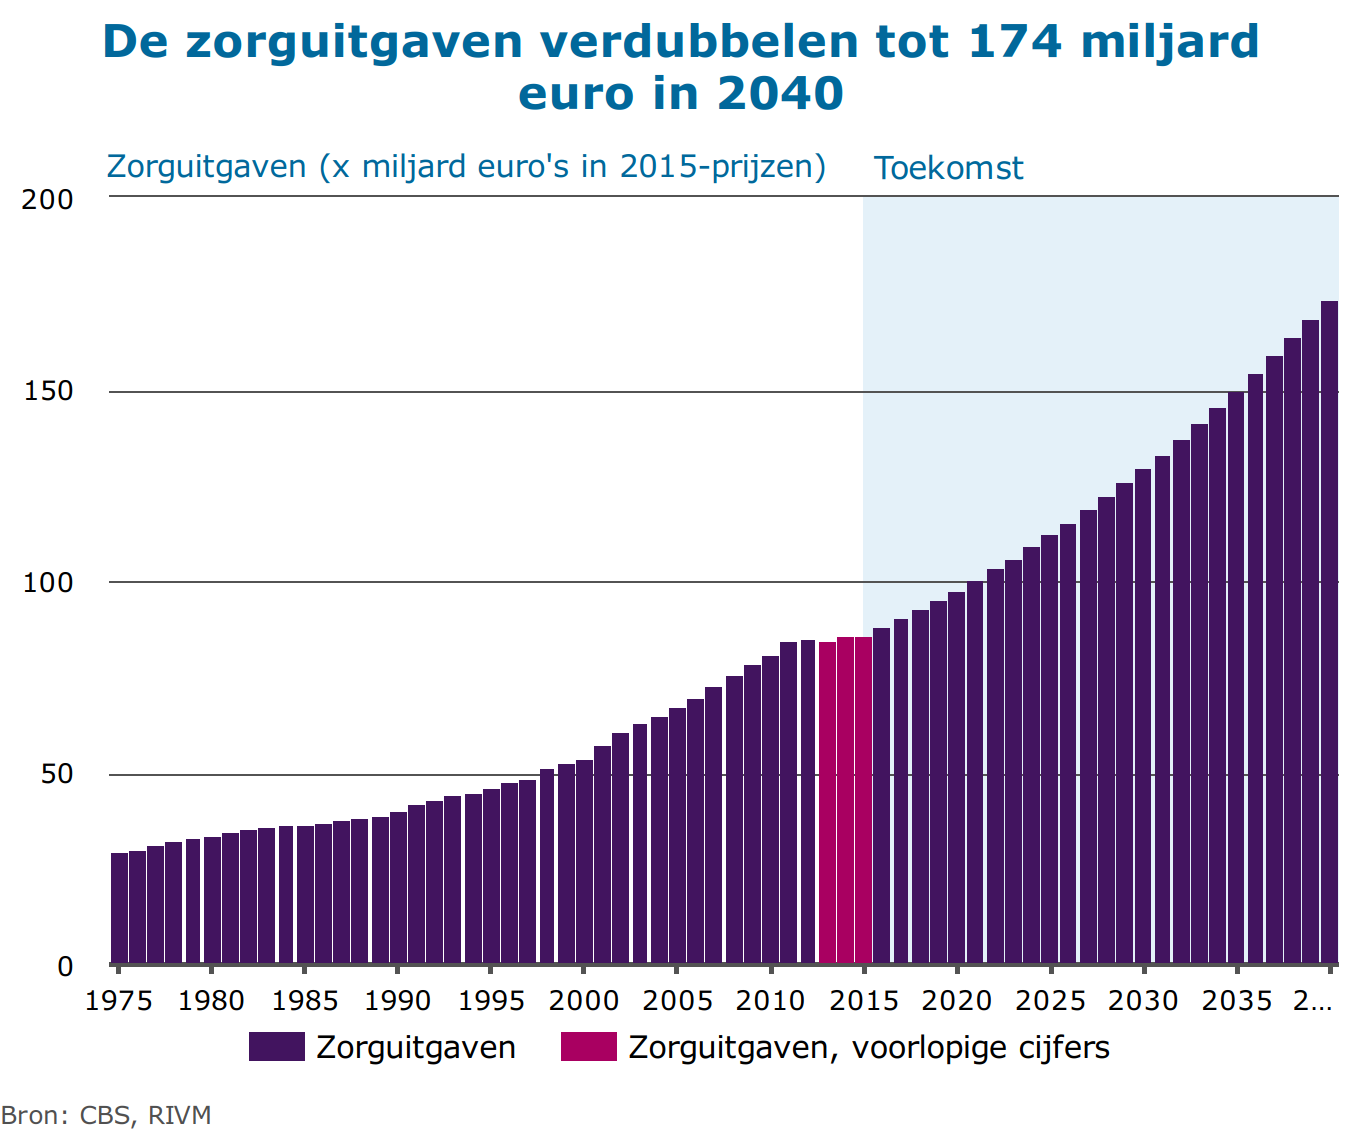 De zorguitgaven verdubbelen tot 174 miljard
euro in 2040
Zorguitgaven (x miljard euro's in 2015-prijzen) Toekomst
200
150
100
50
0
1975 1980 1985 1990 1995 2000 2005 2010 2015 2020 2025 2030 2035 2...
Zorguitgaven Zorguitgaven, voorlopige cijfers
Bron: CBS, RIVM